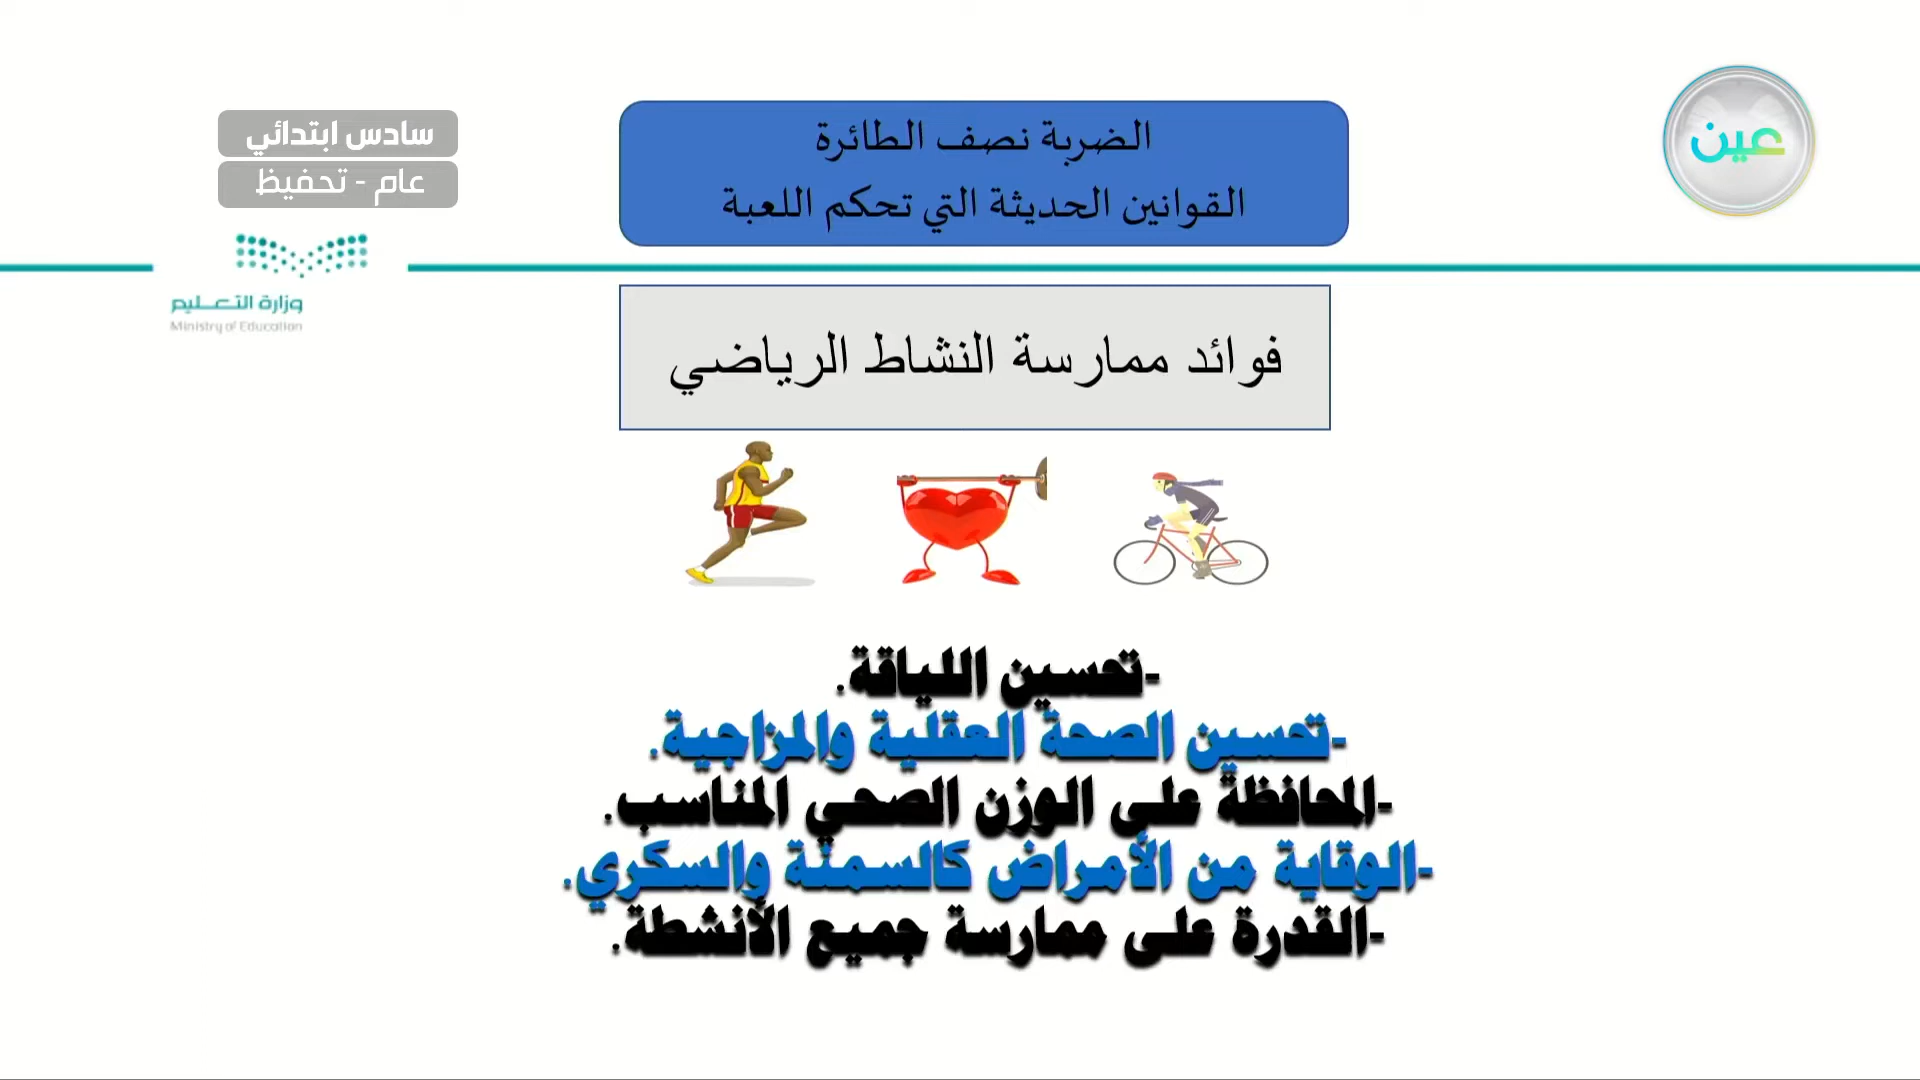 عين
الضربة نصف الطائرة
القوانين الحديثة التي تحكم اللعبة
سادس ابتدائي
عام - تحفيظ
وزارة التعليم
Ministry of Education
فوائد ممارسة النشاط الرياضي
-تحسين اللياقة.
-تحسين الصحة العقلية والمزاجية.
-المحافظة على الوزن الصحي المناسب.
-الوقاية من الأمراض كالسمنة والسكري.
-القدرة على ممارسة جميع الأنشطة.